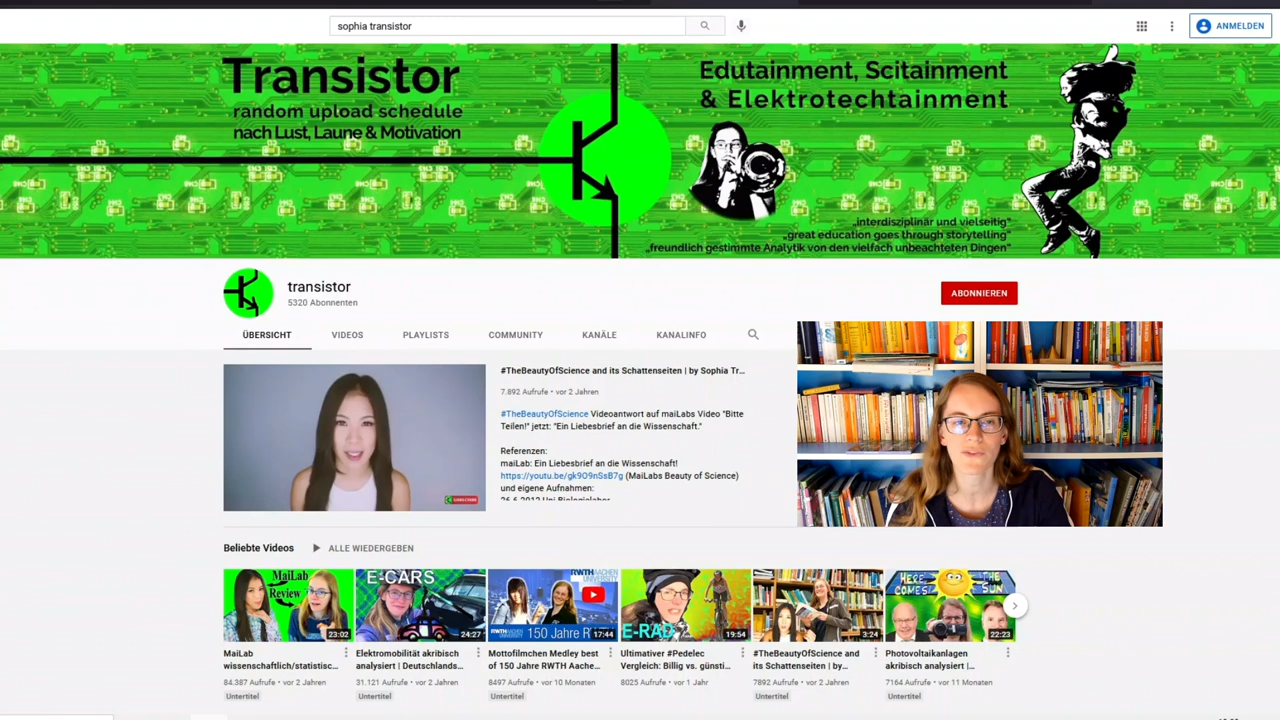 sophia transistor
ANMELDEN
Transistor
random upload schedule
nach Lust, Laune & Motivation
Edutainment, Scitainment
& Elektrotechtainment
„interdisziplinär und vielseitig"
„great education goes through storytelling"
„freundlich gestimmte Analytik von den vielfach unbeachteten Dingen"
transistor
5320 Abonnenten
ABONNIEREN
ÜBERSICHT
VIDEOS
PLAYLISTS
COMMUNITY
KANÄLE
KANALINFO
#TheBeautyOfScience and its Schattenseiten | by Sophia Tr...
7.892 Aufrufe • vor 2 Jahren
#TheBeautyOfScience Videoantwort auf maiLabs Video "Bitte
Teilen!" jetzt: "Ein Liebesbrief an die Wissenschaft."
Referenzen:
maiLab: Ein Liebesbrief an die Wissenschaft!
https://youtu.be/gk9O9nSsB7g (MaiLabs Beauty of Science)
und eigene Aufnahmen:
Beliebte Videos
ALLE WIEDERGEBEN
MaiLab
Review
23:02
E-CARS
24:27
RWTHAACHEN
UNIVERSITY
150 Jahre R
17:44
E-RAD
19:54
3:24
HERE THE
COMES SUN
22:23
MaiLab
wissenschaftlich/statistisc...
84.387 Aufrufe • vor 2 Jahren
Untertitel
Elektromobilität akribisch
analysiert | Deutschlands...
31.121 Aufrufe • vor 2 Jahren
Untertitel
Mottofilmchen Medley best
of 150 Jahre RWTH Aache...
8497 Aufrufe • vor 10 Monaten
Untertitel
Ultimativer #Pedelec
Vergleich: Billig vs. günsti...
8025 Aufrufe • vor 1 Jahr
#TheBeautyOfScience and
its Schattenseiten | by...
7892 Aufrufe • vor 2 Jahren
Untertitel
Photovoltaikanlagen
akribisch analysiert |...
7164 Aufrufe • vor 11 Monaten
Untertitel